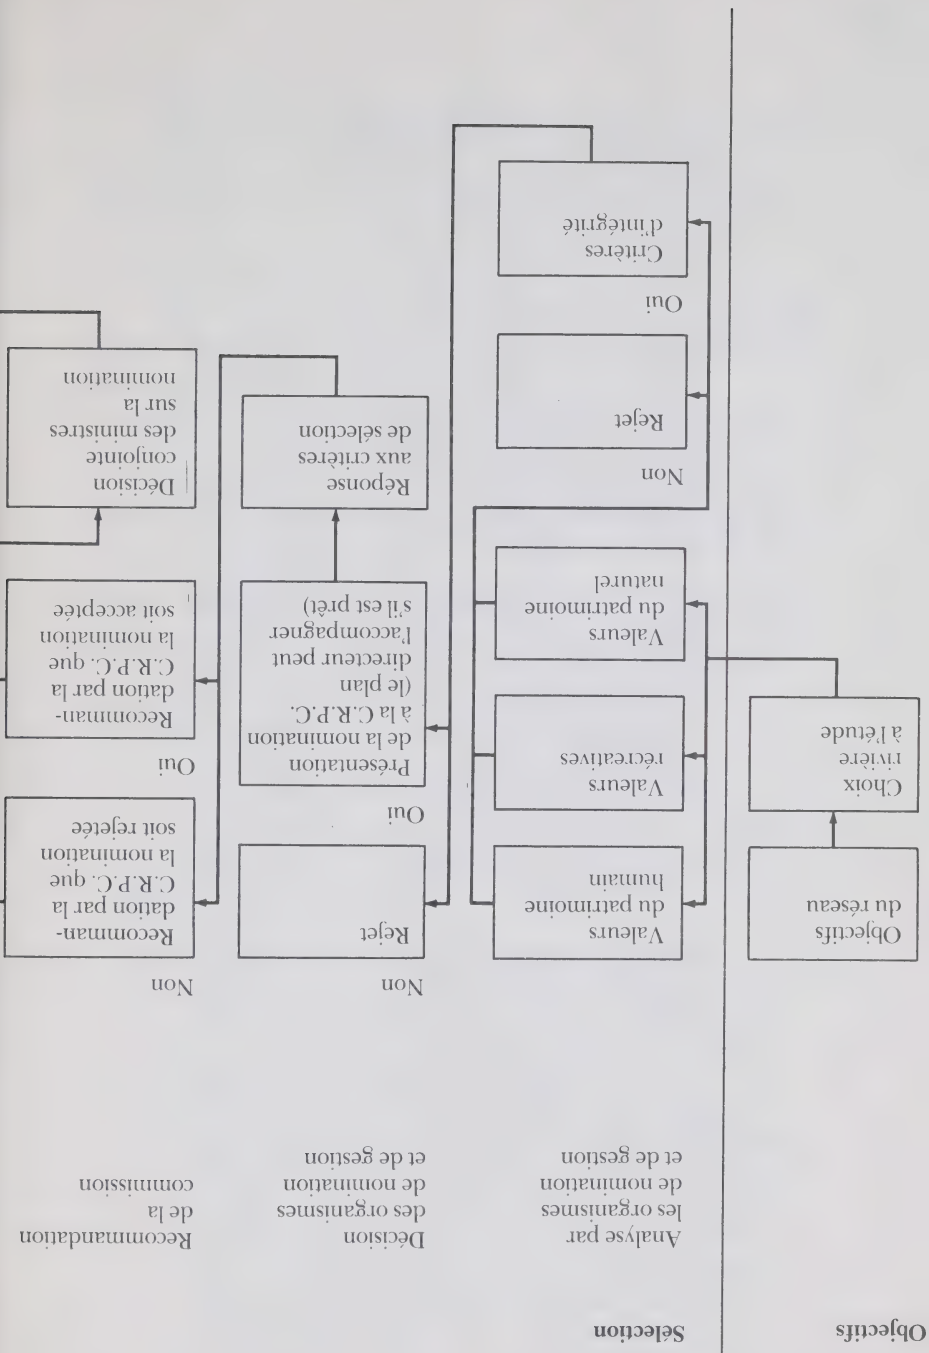 Objectifs
Sélection
Analyse par
les organismes
de nomination
et de gestion
Décision
des organismes
de nomination
et de gestion
Recommandation
de la
commission
Objectifs
du réseau
Choix
rivière
à l'étude
Valeurs
du patrimoine
humain
Valeurs
récreatives
Valeurs
du patrimoine
naturel
Non
Rejet
Oui
Critères
d'intégrité
Non
Rejet
Oui
Présentation
de la nomination
à la C.R.P.C.
(le plan
directeur peut
l'accompagner
s'il est prêt)
Réponse
aux critères
de sélection
Non
Recomman-
dation par la
C.R.P.C. que
la nomination
soit rejetée
Oui
Recomman-
dation par la
C.R.P.C. que
la nomination
soit acceptée
Décision
conjointe
des ministres
sur la
nomination